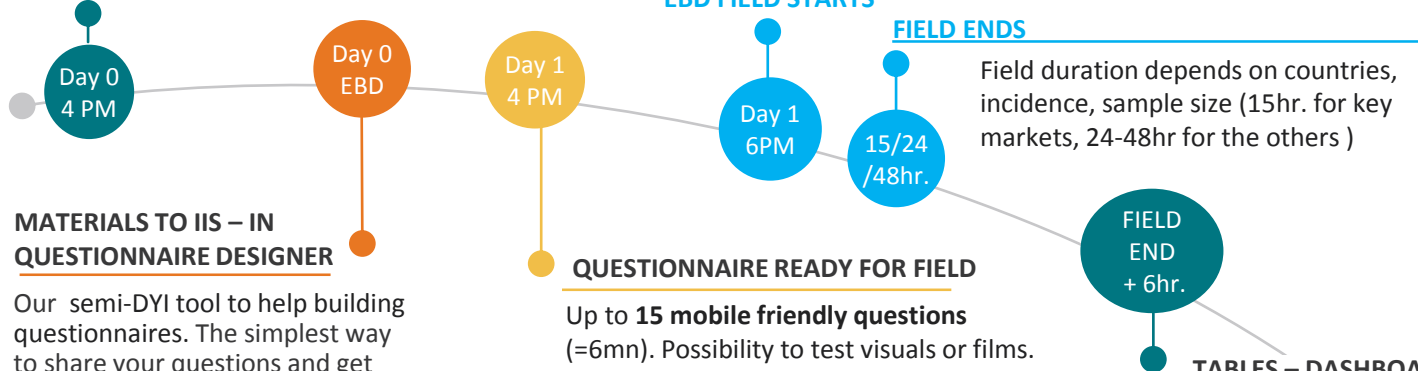 EBD FIELD STARTS
FIELD ENDS
Day 0
4 PM
Day 0
EBD
Day 1
4 PM
Day 1
6PM
15/24
/48hr.
Field duration depends on countries,
incidence, sample size (15hr. for key
markets, 24-48hr for the others )
FIELD
END
+ 6hr.
MATERIALS TO IIS – IN
QUESTIONNAIRE DESIGNER
Our semi-DYI tool to help building
questionnaires. The simplest way
to share your questions and get
QUESTIONNAIRE READY FOR FIELD
Up to 15 mobile friendly questions
(=6mn). Possibility to test visuals or films.
TABLES – DASHBOA